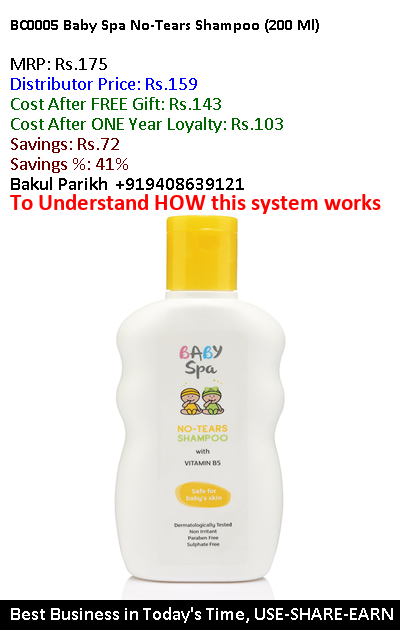 BC0005 Baby Spa No-Tears Shampoo (200 Ml)
MRP: Rs.175
Distributor Price: Rs.159
Cost After FREE Gift: Rs.143
Cost After ONE Year Loyalty: Rs.103
Savings: Rs.72
Savings %: 41%
Bakul Parikh +919408639121
To Understand HOW this system works
BABY
Spa
NO-TEARS
SHAMPOO
with
VITAMIN B5
Safe for
baby's skin
Dermatologically Tested
Non Irritant
Paraben Free
Sulphate Free
Best Business in Today's Time, USE-SHARE-EARN